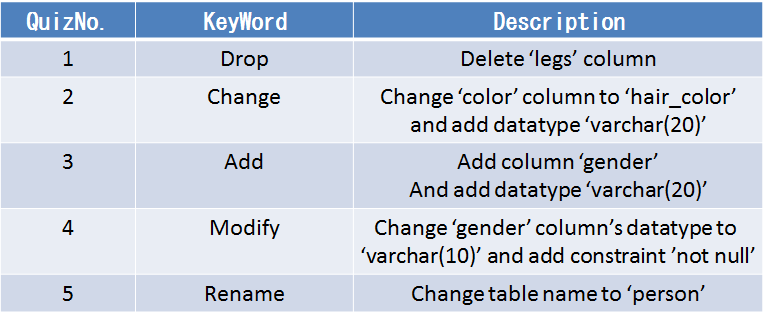 QuizNo. KeyWord Description
1 Drop Delete ‘legs’ column
2 Change Change ‘color’ column to ‘hair_color’
and add datatype ‘varchar(20)’
3 Add Add column ‘gender’
And add datatype ‘varchar(20)’
4 Modify Change ‘gender’ column’s datatype to
‘varchar(10)’ and add constraint ’not null’
5 Rename Change table name to ‘person’